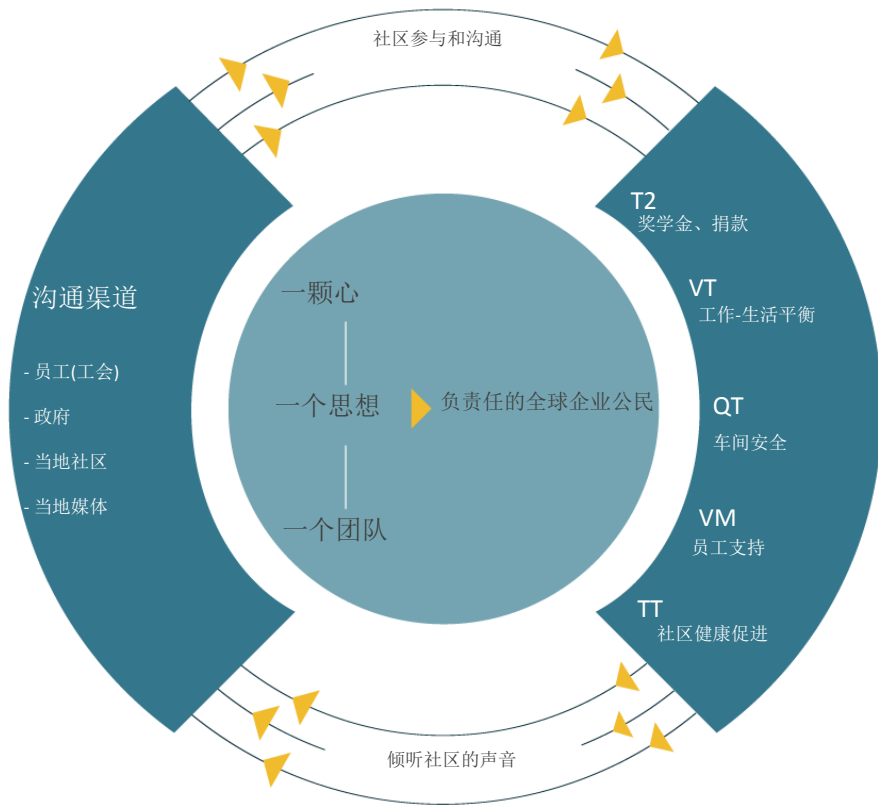 社区参与和沟通
沟通渠道
- 员工(工会)
- 政府
- 当地社区
- 当地媒体
一颗心
一个思想
一个团队
负责任的全球企业公民
T2
奖学金、捐款
VT
工作-生活平衡
QT
车间安全
VM
员工支持
TT
社区健康促进
倾听社区的声音